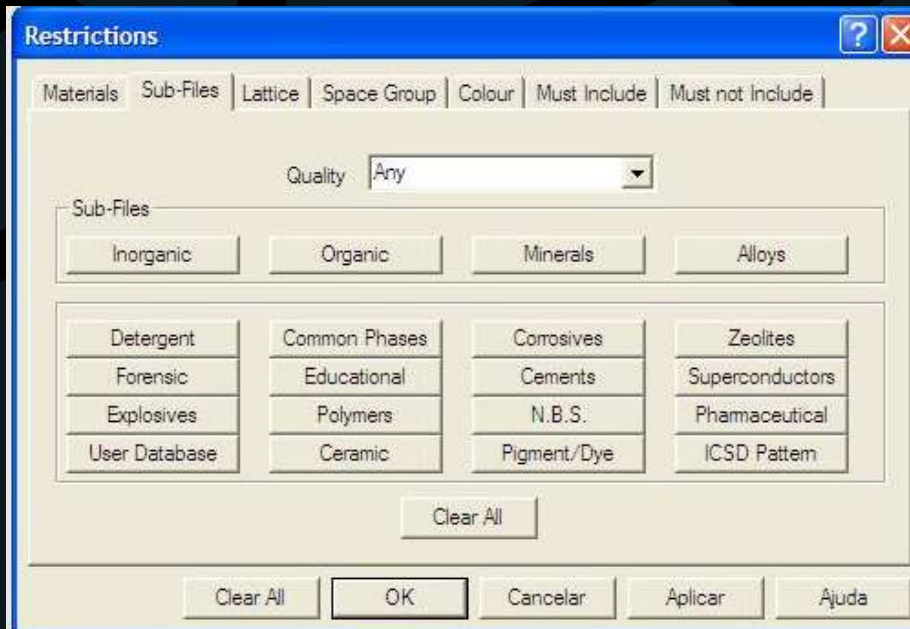 Restrictions
Materials Sub-Files Lattice Space Group Colour Must Include Must not Include
Quality Any
Sub-Files
Inorganic Organic Minerals Alloys
Detergent Common Phases Corrosives Zeolites
Forensic Educational Cements Superconductors
Explosives Polymers N.B.S. Pharmaceutical
User Database Ceramic Pigment/Dye ICSD Pattern
Clear All
Clear All OK Cancelar Aplicar Ajuda